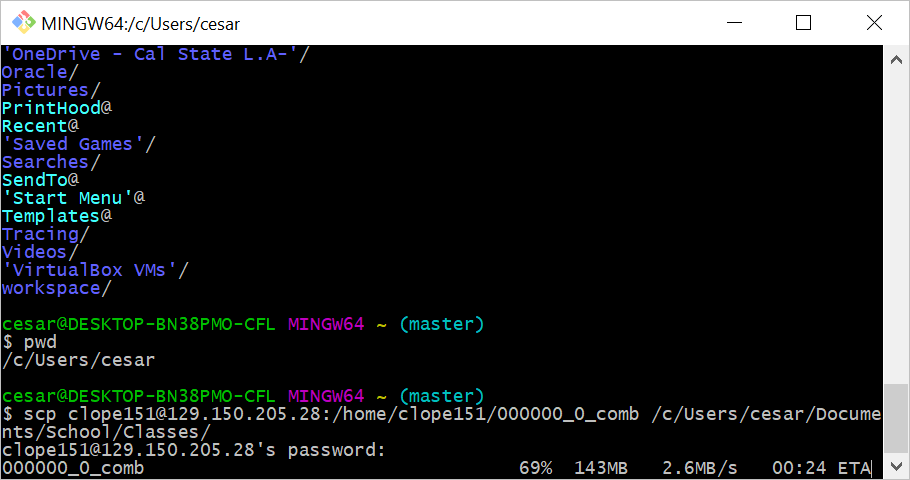 MINGW64:/c/Users/cesar
'OneDrive - Cal State L.A-'/
Oracle/
Pictures/
PrintHood@
Recent@
'Saved Games'/
Searches/
SendTo@
'Start Menu'@
Templates@
Tracing/
Videos/
'VirtualBox VMs'/
workspace/
cesar@DESKTOP-BN38PMO-CFL MINGW64 ~ (master)
$ pwd
/c/Users/cesar
cesar@DESKTOP-BN38PMO-CFL MINGW64 ~ (master)
$ scp clope151@129.150.205.28:/home/clope151/000000_0_comb /c/Users/cesar/Docume
nts/School/Classes/
clope151@129.150.205.28's password:
000000_0_comb 69% 143MB 2.6MB/s 00:24 ETA